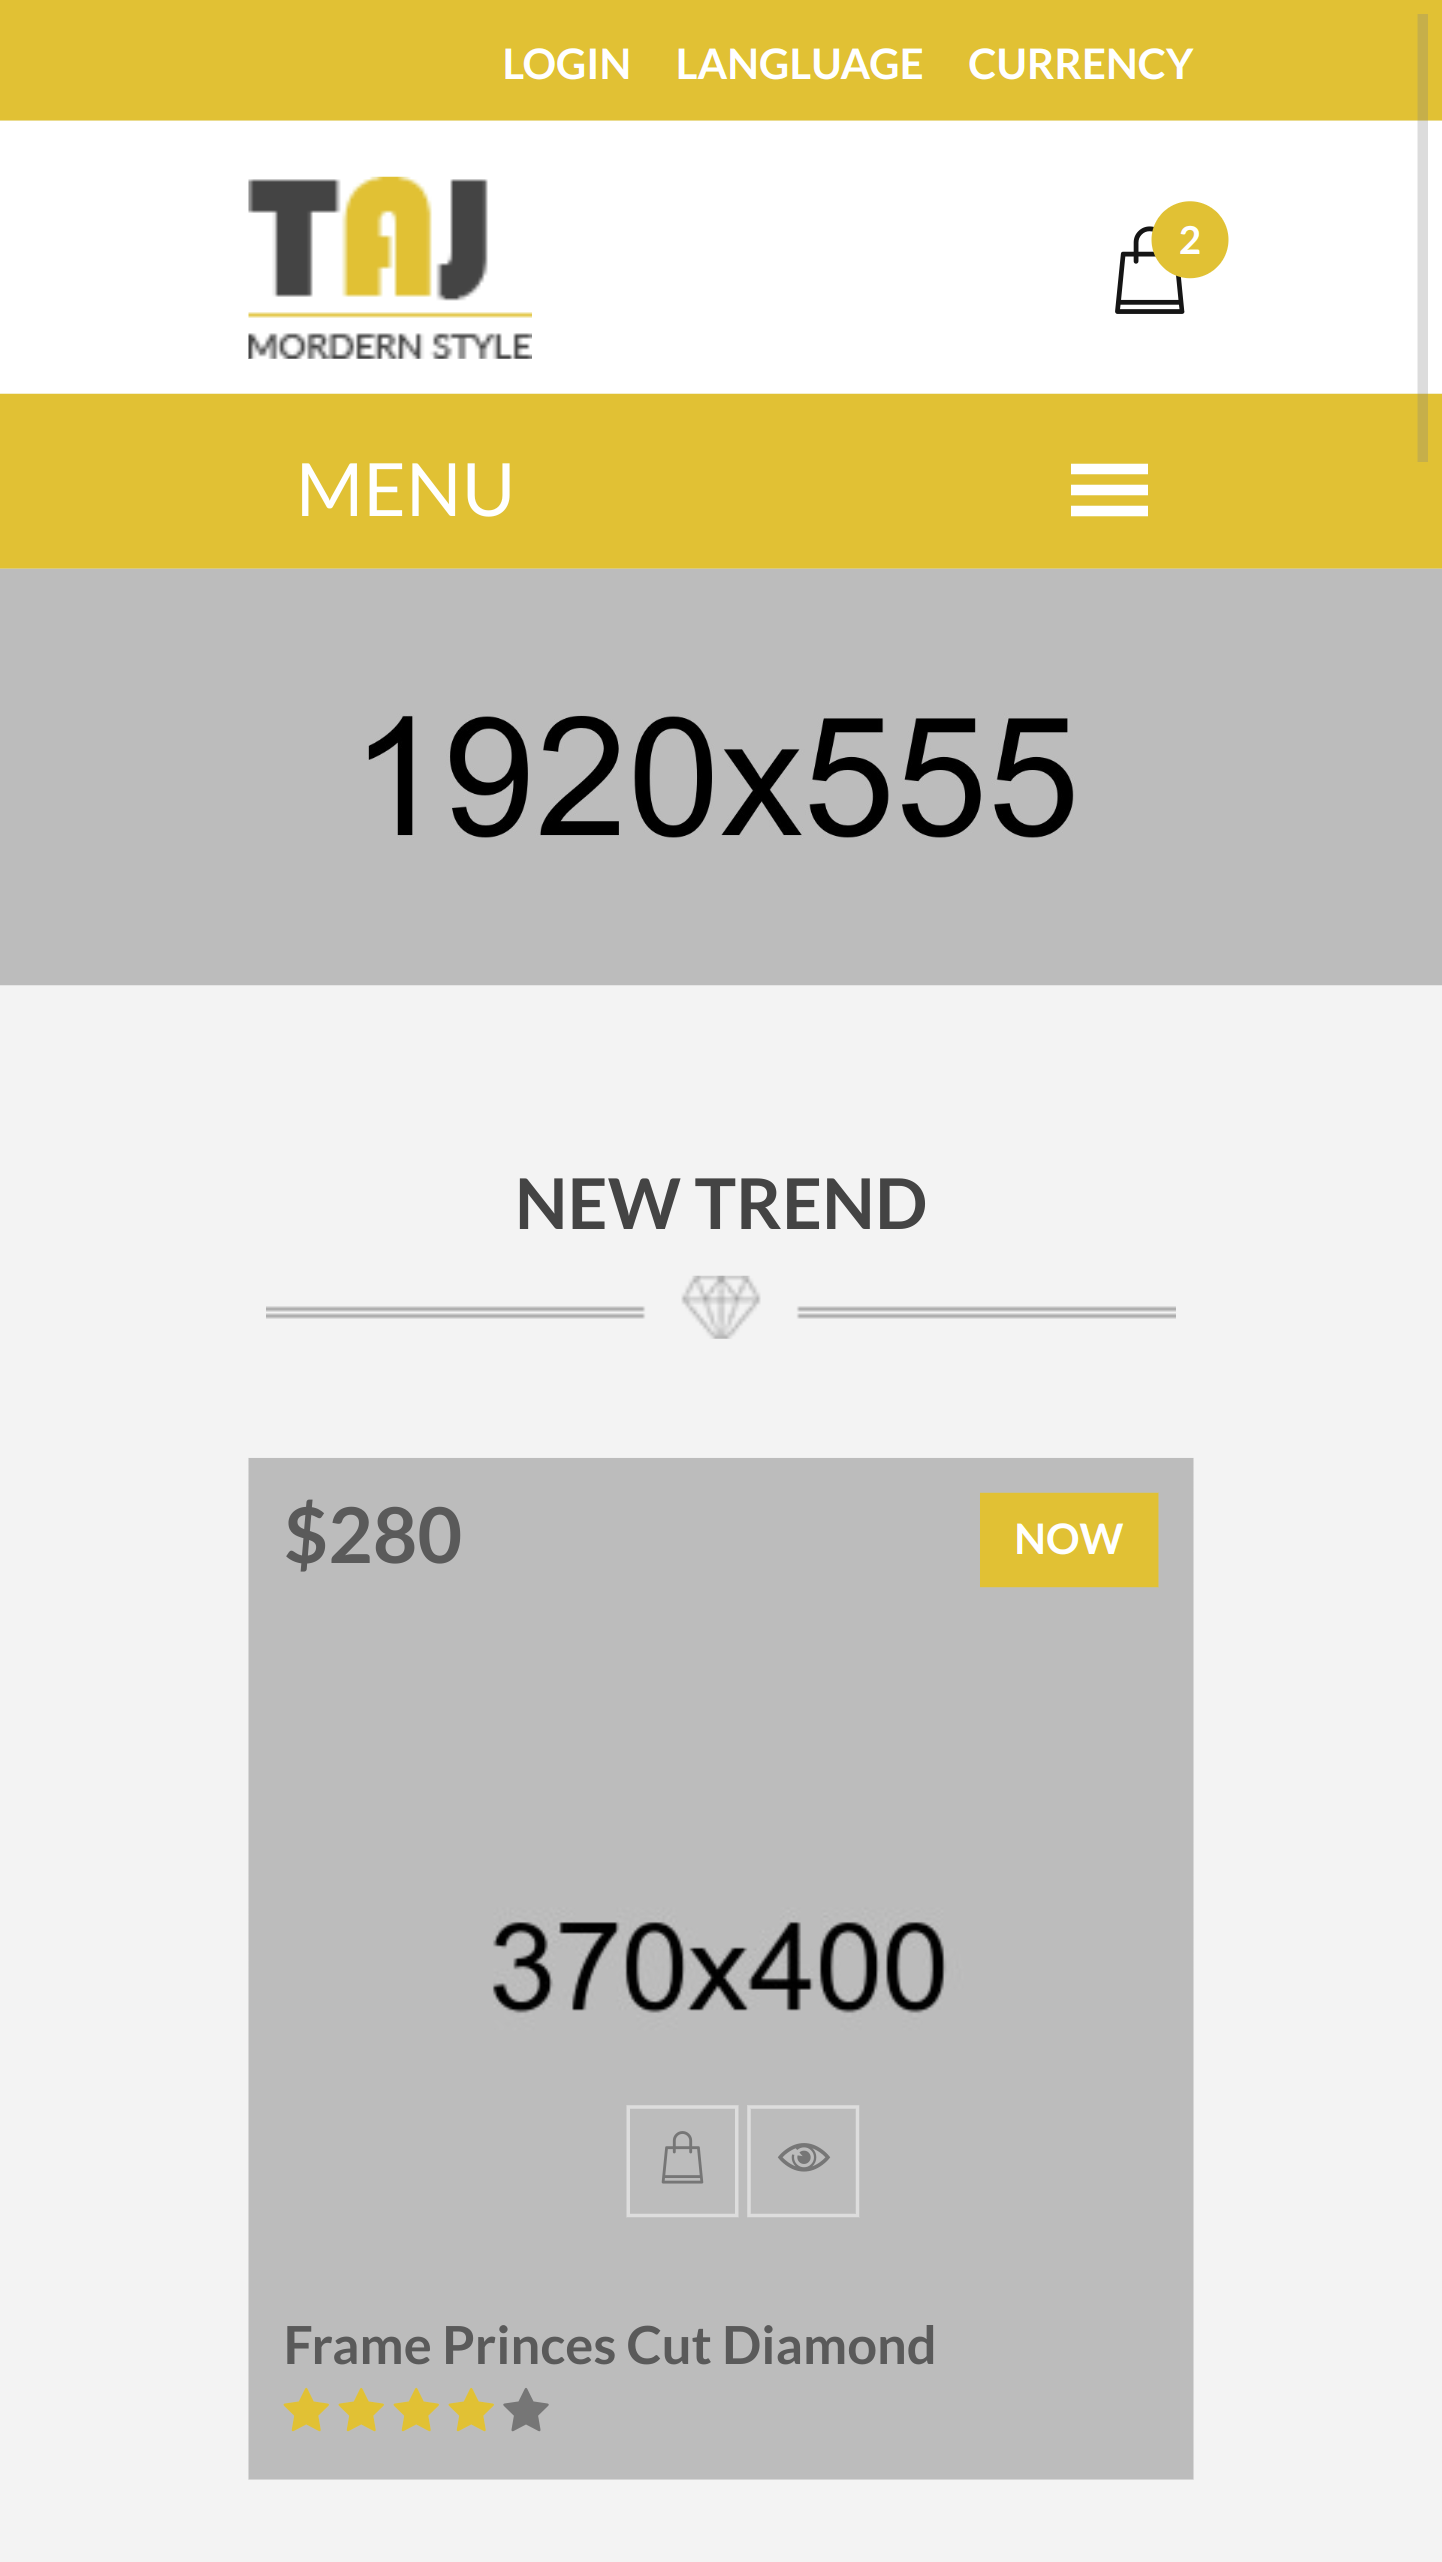 LOGIN LANGLUAGE CURRENCY
TAJ
MORDERN STYLE
2
MENU
1920x555
NEW TREND
$280
NOW
370x400
Frame Princes Cut Diamond